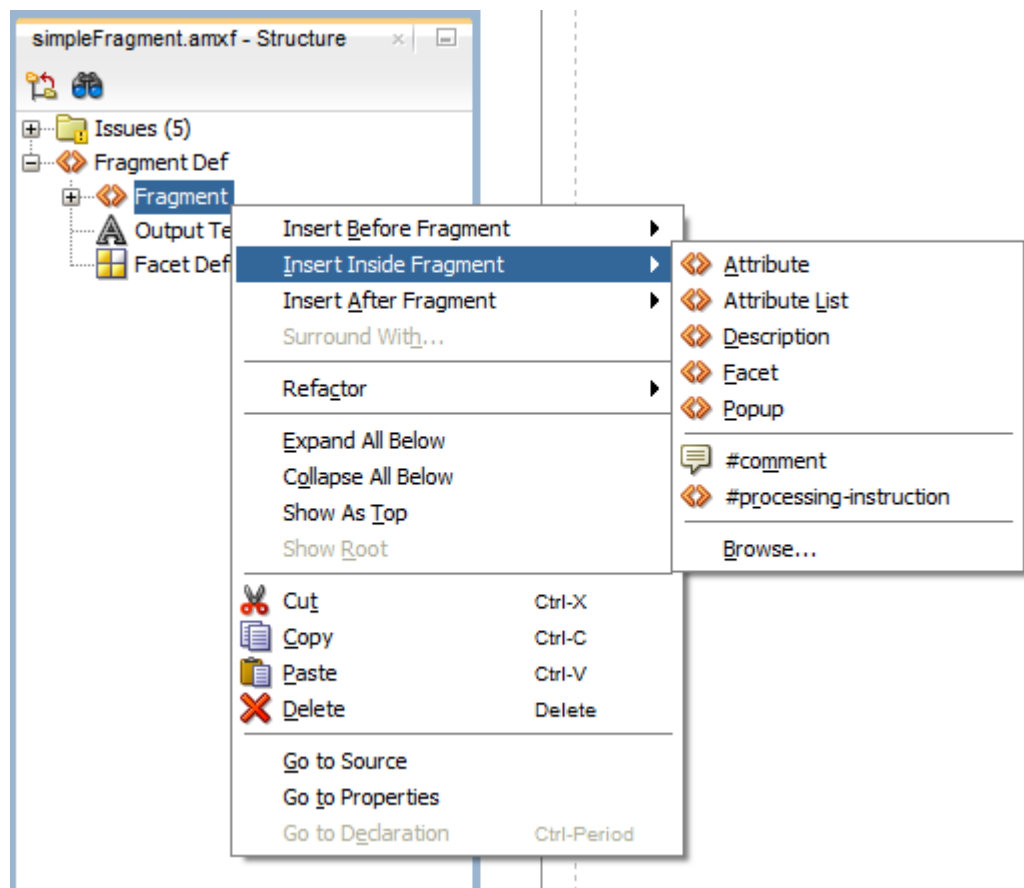 simpleFragment.amxf - Structure
Issues (5)
Fragment Def
Fragment
Output Te
Facet Def
Insert Before Fragment
Insert Inside Fragment
Insert After Fragment
Surround With...
Refactor
Expand All Below
Collapse All Below
Show As Top
Show Root
Cut Ctrl-X
Copy Ctrl-C
Paste Ctrl-V
Delete Delete
Go to Source
Go to Properties
Go to Declaration Ctrl-Period
Attribute
Attribute List
Description
Facet
Popup
#comment
#processing-instruction
Browse...